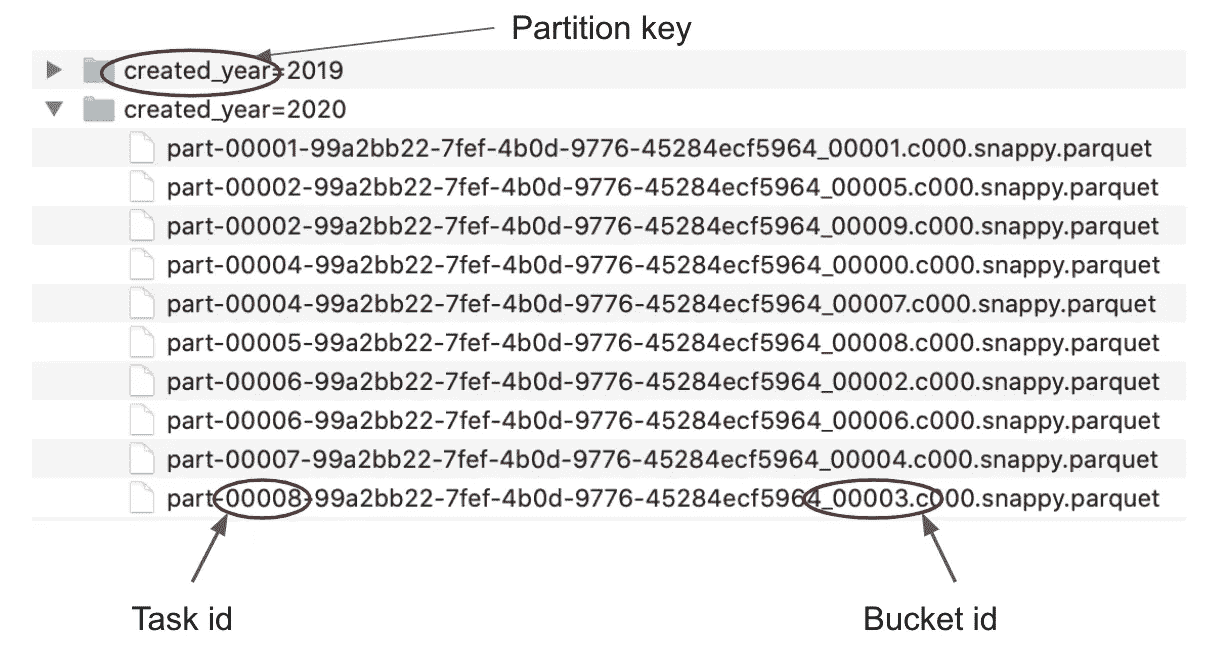 Partition key
created_year=2019
created_year=2020
part-00001-99a2bb22-7fef-4b0d-9776-45284ecf5964_00001.c000.snappy.parquet
part-00002-99a2bb22-7fef-4b0d-9776-45284ecf5964_00005.c000.snappy.parquet
part-00002-99a2bb22-7fef-4b0d-9776-45284ecf5964_00009.c000.snappy.parquet
part-00004-99a2bb22-7fef-4b0d-9776-45284ecf5964_00000.c000.snappy.parquet
part-00004-99a2bb22-7fef-4b0d-9776-45284ecf5964_00007.c000.snappy.parquet
part-00005-99a2bb22-7fef-4b0d-9776-45284ecf5964_00008.c000.snappy.parquet
part-00006-99a2bb22-7fef-4b0d-9776-45284ecf5964_00002.c000.snappy.parquet
part-00006-99a2bb22-7fef-4b0d-9776-45284ecf5964_00006.c000.snappy.parquet
part-00007-99a2bb22-7fef-4b0d-9776-45284ecf5964_00004.c000.snappy.parquet
part-00008-99a2bb22-7fef-4b0d-9776-45284ecf5964_00003.c000.snappy.parquet
Task id
Bucket id